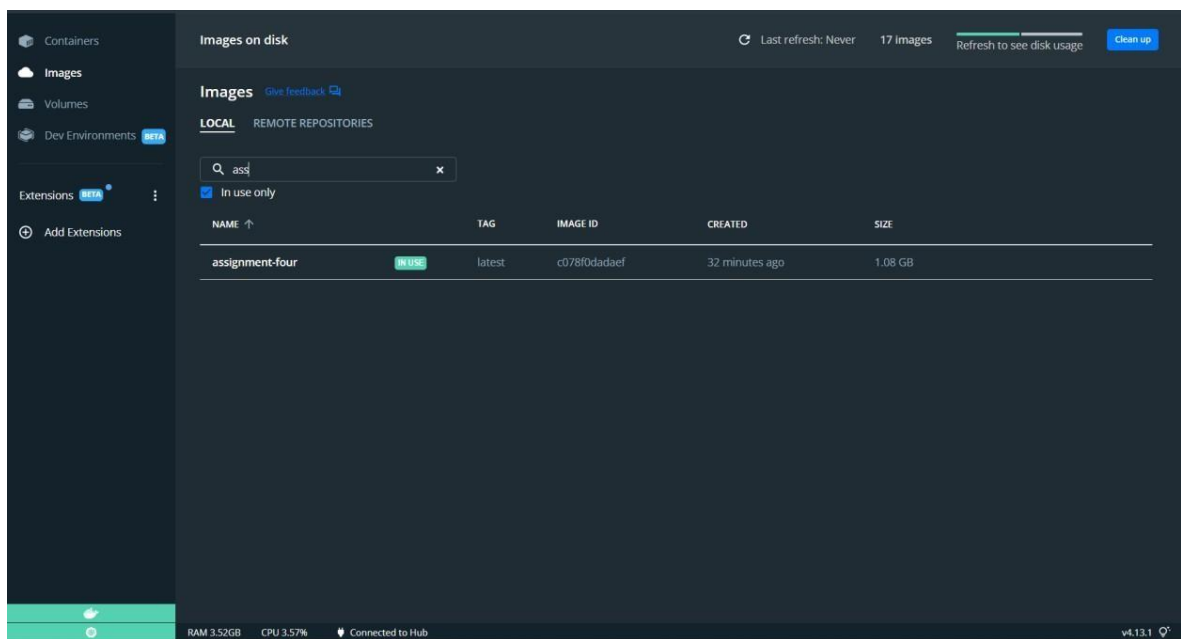 Containers
Images
Volumes
Dev Environments BETA
Extensions BETA
Add Extensions
Images on disk
Last refresh: Never
17 images
Refresh to see disk usage
Clean up
Images Give feedback
LOCAL REMOTE REPOSITORIES
ass
In use only
NAME TAG IMAGE ID CREATED SIZE
assignment-four IN USE latest c078f0dadaef 32 minutes ago 1.08 GB
RAM 3.52GB CPU 3.57% Connected to Hub
v4.13.1